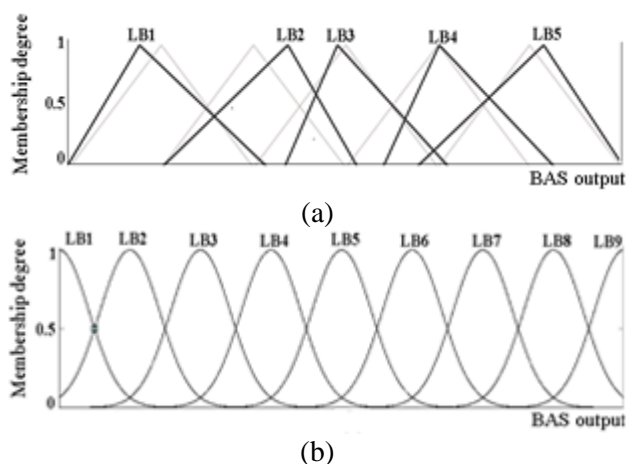 LB1 LB2 LB3 LB4 LB5
Membership degree
1
0.5
0
BAS output
(a)
LB1 LB2 LB3 LB4 LB5 LB6 LB7 LB8 LB9
Membership degree
1
0.5
0
BAS output
(b)